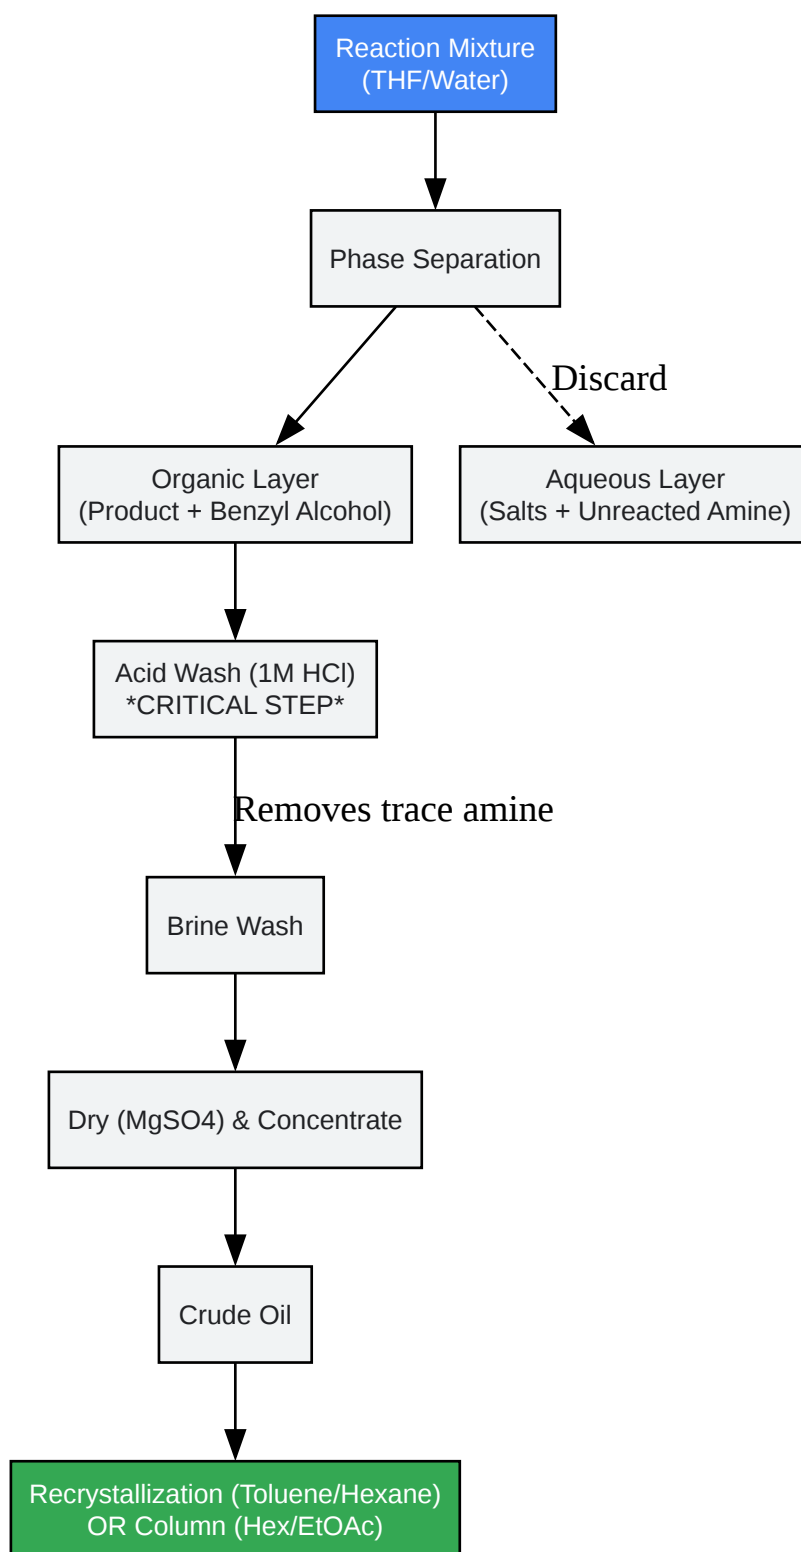 Reaction Mixture
(THF/Water)
Phase Separation
Discard
Organic Layer
(Product + Benzyl Alcohol)
Aqueous Layer
(Salts + Unreacted Amine)
Acid Wash (1M HCl)
*CRITICAL STEP*
Removes trace amine
Brine Wash
Dry (MgSO4) & Concentrate
Crude Oil
Recrystallization (Toluene/Hexane)
OR Column (Hex/EtOAc)